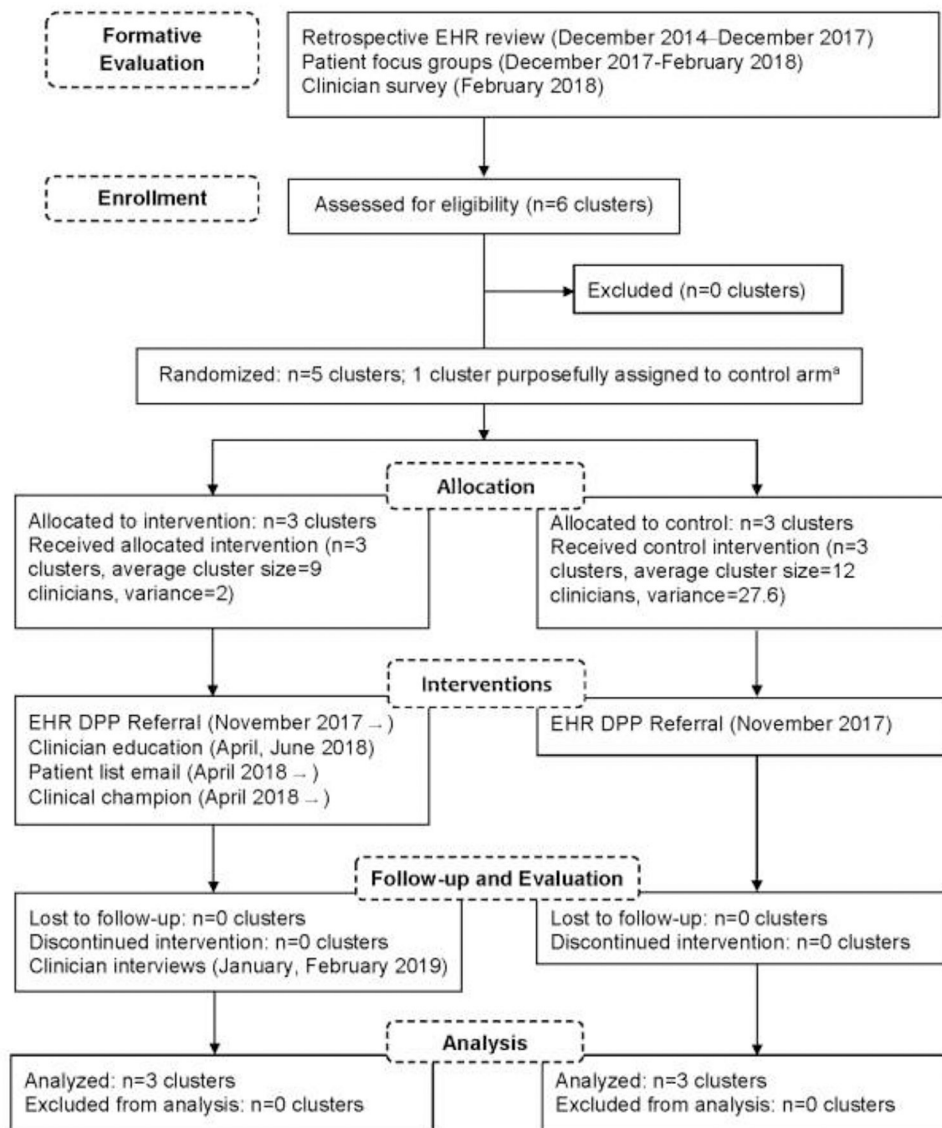 Formative
Evaluation
Retrospective EHR review (December 2014–December 2017)
Patient focus groups (December 2017-February 2018)
Clinician survey (February 2018)
Enrollment
Assessed for eligibility (n=6 clusters)
Excluded (n=0 clusters)
Randomized: n=5 clusters; 1 cluster purposefully assigned to control armᵃ
Allocation
Allocated to intervention: n=3 clusters
Received allocated intervention (n=3
clusters, average cluster size=9
clinicians, variance=2)
Allocated to control: n=3 clusters
Received control intervention (n=3
clusters, average cluster size=12
clinicians, variance=27.6)
Interventions
EHR DPP Referral (November 2017 →)
Clinician education (April, June 2018)
Patient list email (April 2018 → )
Clinical champion (April 2018 → )
EHR DPP Referral (November 2017)
Follow-up and Evaluation
Lost to follow-up: n=0 clusters
Discontinued intervention: n=0 clusters
Clinician interviews (January, February 2019)
Lost to follow-up: n=0 clusters
Discontinued intervention: n=0 clusters
Analysis
Analyzed: n=3 clusters
Excluded from analysis: n=0 clusters
Analyzed: n=3 clusters
Excluded from analysis: n=0 clusters